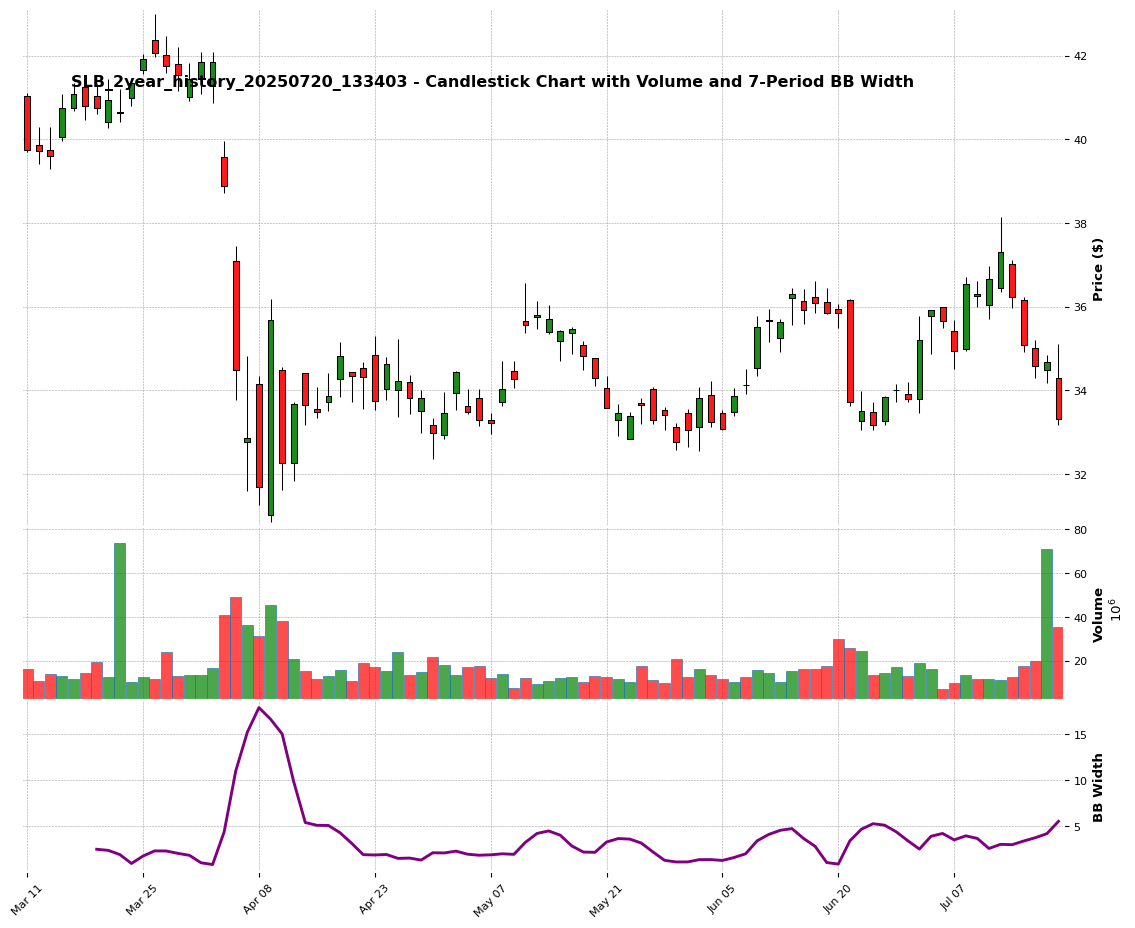 SLB_2year_history_20250720_133403 - Candlestick Chart with Volume and 7-Period BB Width
42
40
38
36
34
32
Price ($)
80
60
40
20
Volume
10^6
15
10
5
BB Width
Mar 11
Mar 25
Apr 08
Apr 23
May 07
May 21
Jun 05
Jun 20
Jul 07